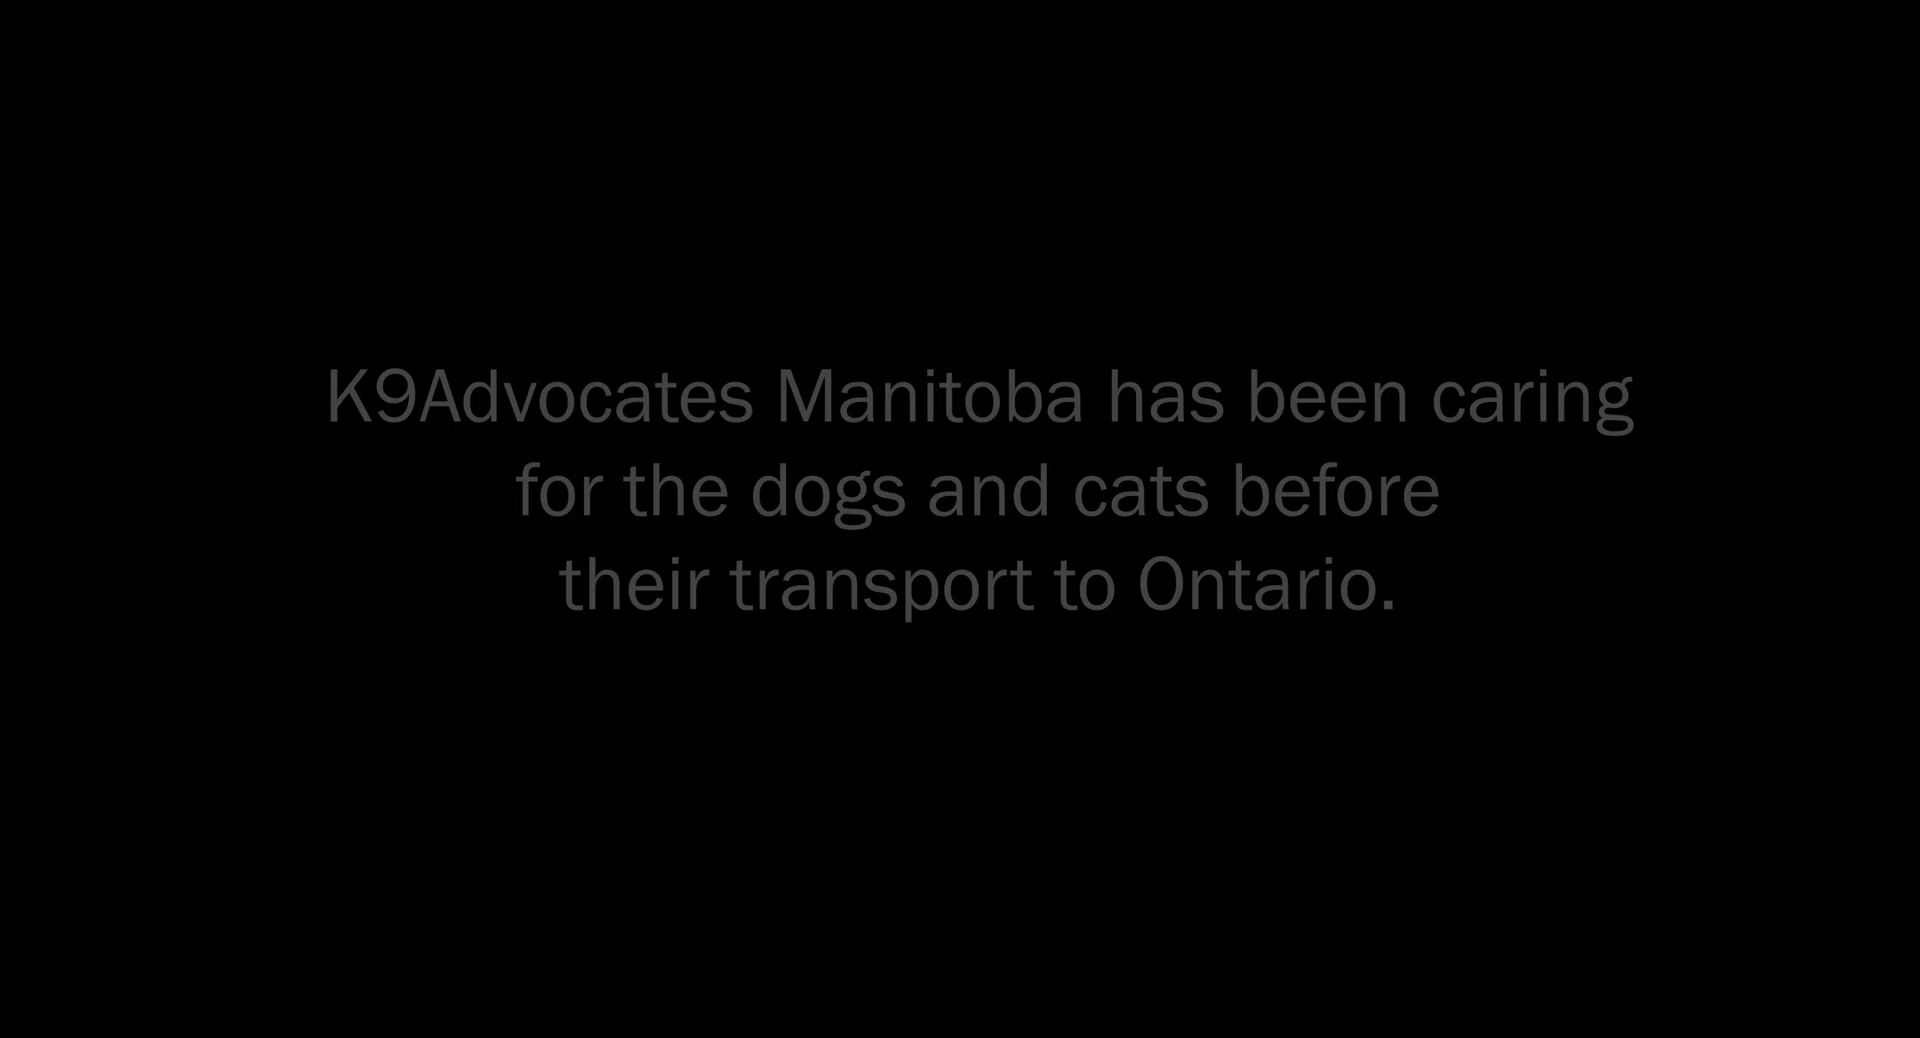 K9Advocates Manitoba has been caring
for the dogs and cats before
their transport to Ontario.